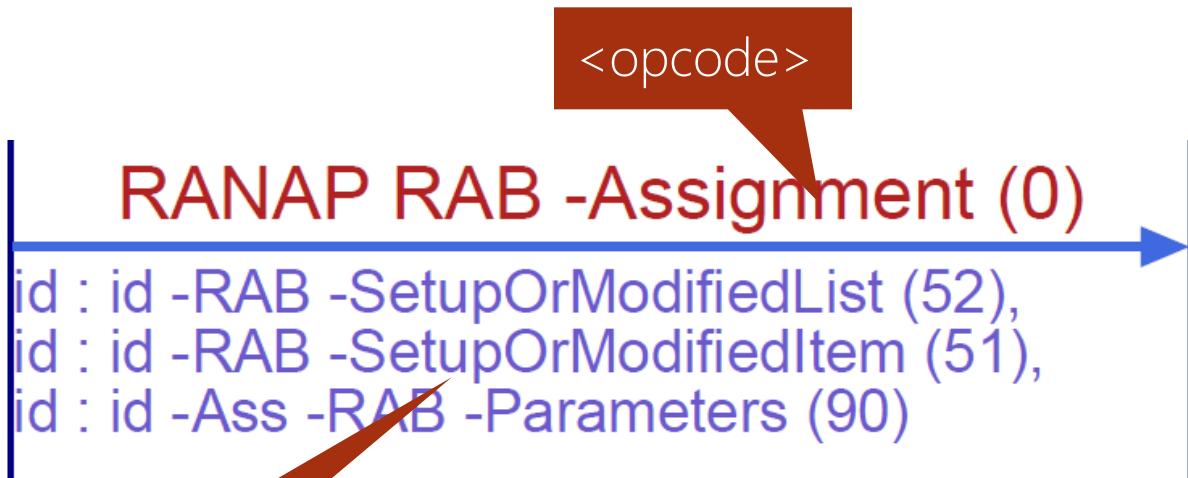 <opcode>
RANAP RAB -Assignment (0)
id : id -RAB -SetupOrModifiedList (52),
id : id -RAB -SetupOrModifiedItem (51),
id : id -Ass -RAB -Parameters (90)